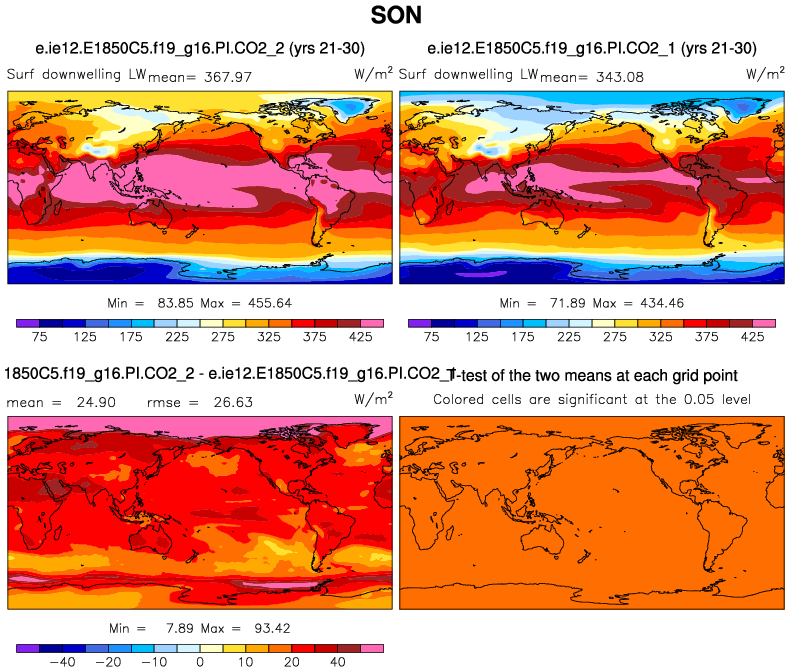 SON
e.ie12.E1850C5.f19_g16.PI.CO2_2 (yrs 21-30)
Surf downwelling LW mean= 367.97 W/m²
Min = 83.85 Max = 455.64
75 125 175 225 275 325 375 425
e.ie12.E1850C5.f19_g16.PI.CO2_1 (yrs 21-30)
Surf downwelling LW mean= 343.08 W/m²
Min = 71.89 Max = 434.46
75 125 175 225 275 325 375 425
1850C5.f19_g16.PI.CO2_2 - e.ie12.E1850C5.f19_g16.PI.CO2_1
mean = 24.90 rmse = 26.63 W/m²
Min = 7.89 Max = 93.42
-40 -20 -10 0 10 20 40
T-test of the two means at each grid point
Colored cells are significant at the 0.05 level